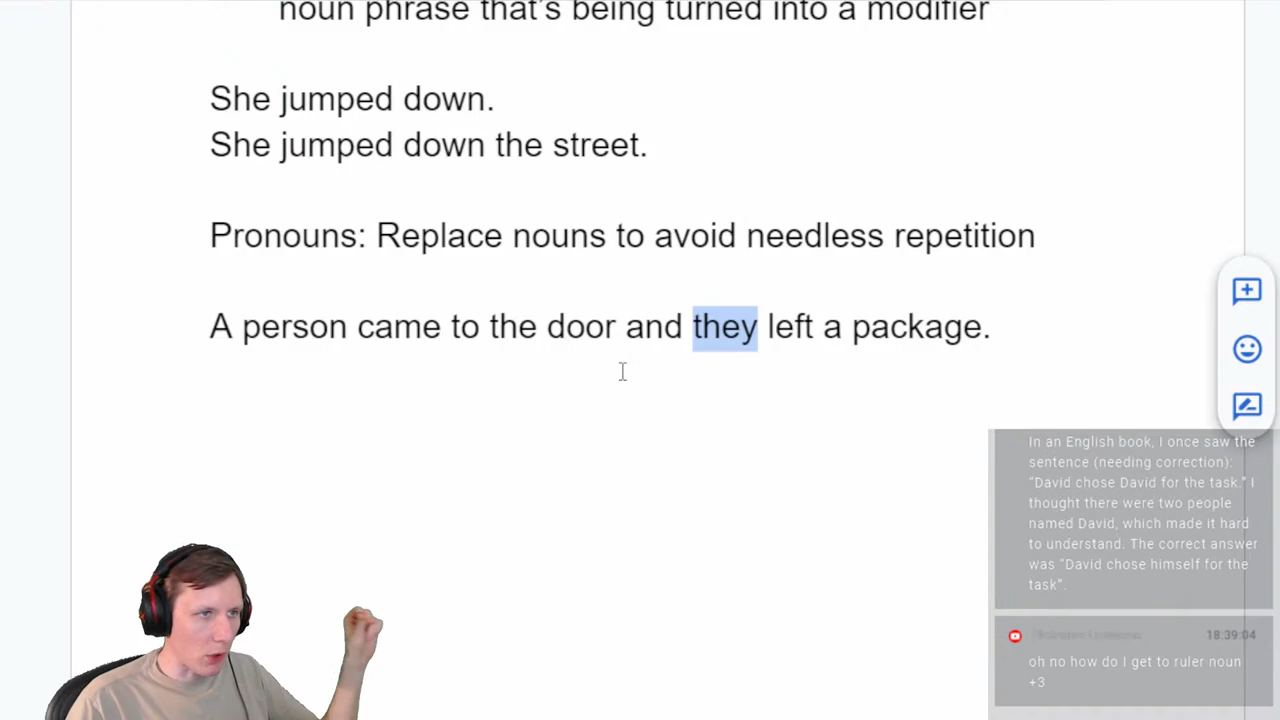 noun phrase that's being turned into a modifier
She jumped down.
She jumped down the street.
Pronouns: Replace nouns to avoid needless repetition
A person came to the door and they left a package.
In an English book, I once saw the
sentence (needing correction):
“David chose David for the task.” I
thought there were two people
named David, which made it hard
to understand. The correct answer
was “David chose himself for the
task”.
18:39:04
oh no how do I get to ruler noun
+3